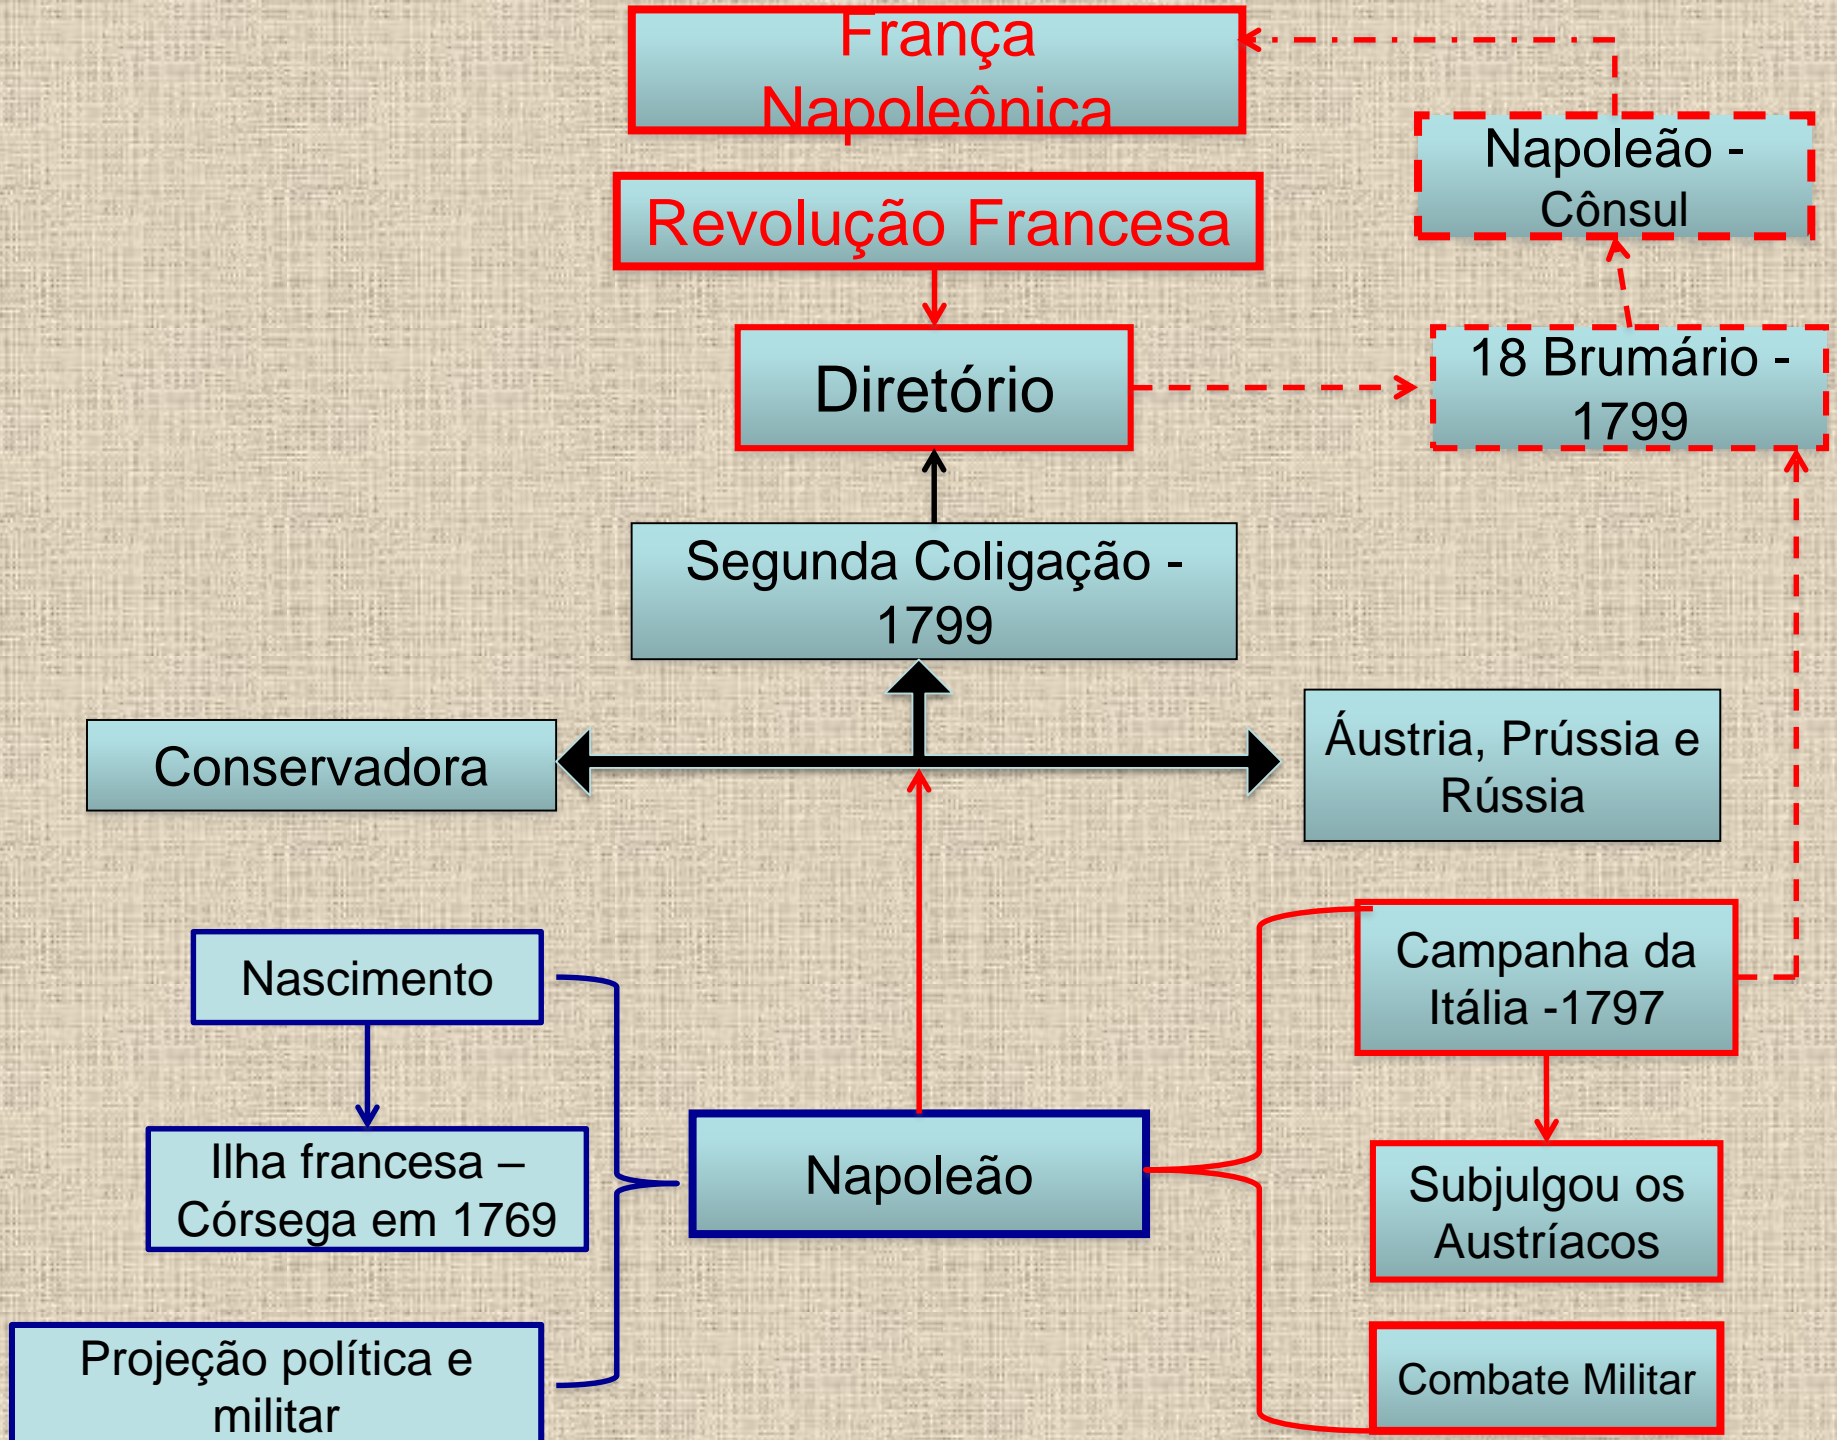 França
Napoleônica
Napoleão -
Cônsul
Revolução Francesa
Diretório
18 Brumário -
1799
Segunda Coligação -
1799
Conservadora
Áustria, Prússia e
Rússia
Nascimento
Campanha da
Itália -1797
Ilha francesa –
Córsega em 1769
Napoleão
Subjulgou os
Austríacos
Projeção política e
militar
Combate Militar